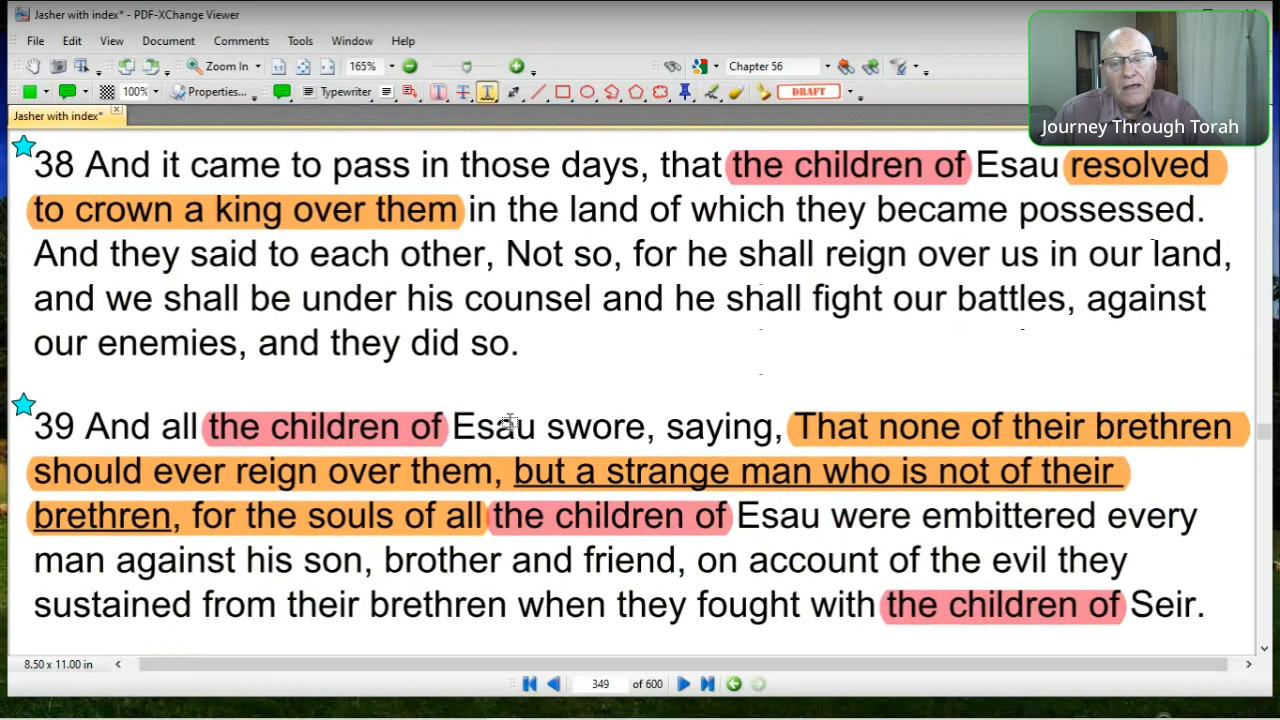 Jasher with index* - PDF-XChange Viewer
File Edit View Document Comments Tools Window Help
Zoom In 165% Chapter 56
100% Properties... Typewriter DRAFT
Jasher with index*
Journey Through Torah
38 And it came to pass in those days, that the children of Esau resolved
to crown a king over them in the land of which they became possessed.
And they said to each other, Not so, for he shall reign over us in our land,
and we shall be under his counsel and he shall fight our battles, against
our enemies, and they did so.
39 And all the children of Esau swore, saying, That none of their brethren
should ever reign over them, but a strange man who is not of their
brethren, for the souls of all the children of Esau were embittered every
man against his son, brother and friend, on account of the evil they
sustained from their brethren when they fought with the children of Seir.
8.50 x 11.00 in
349 of 600